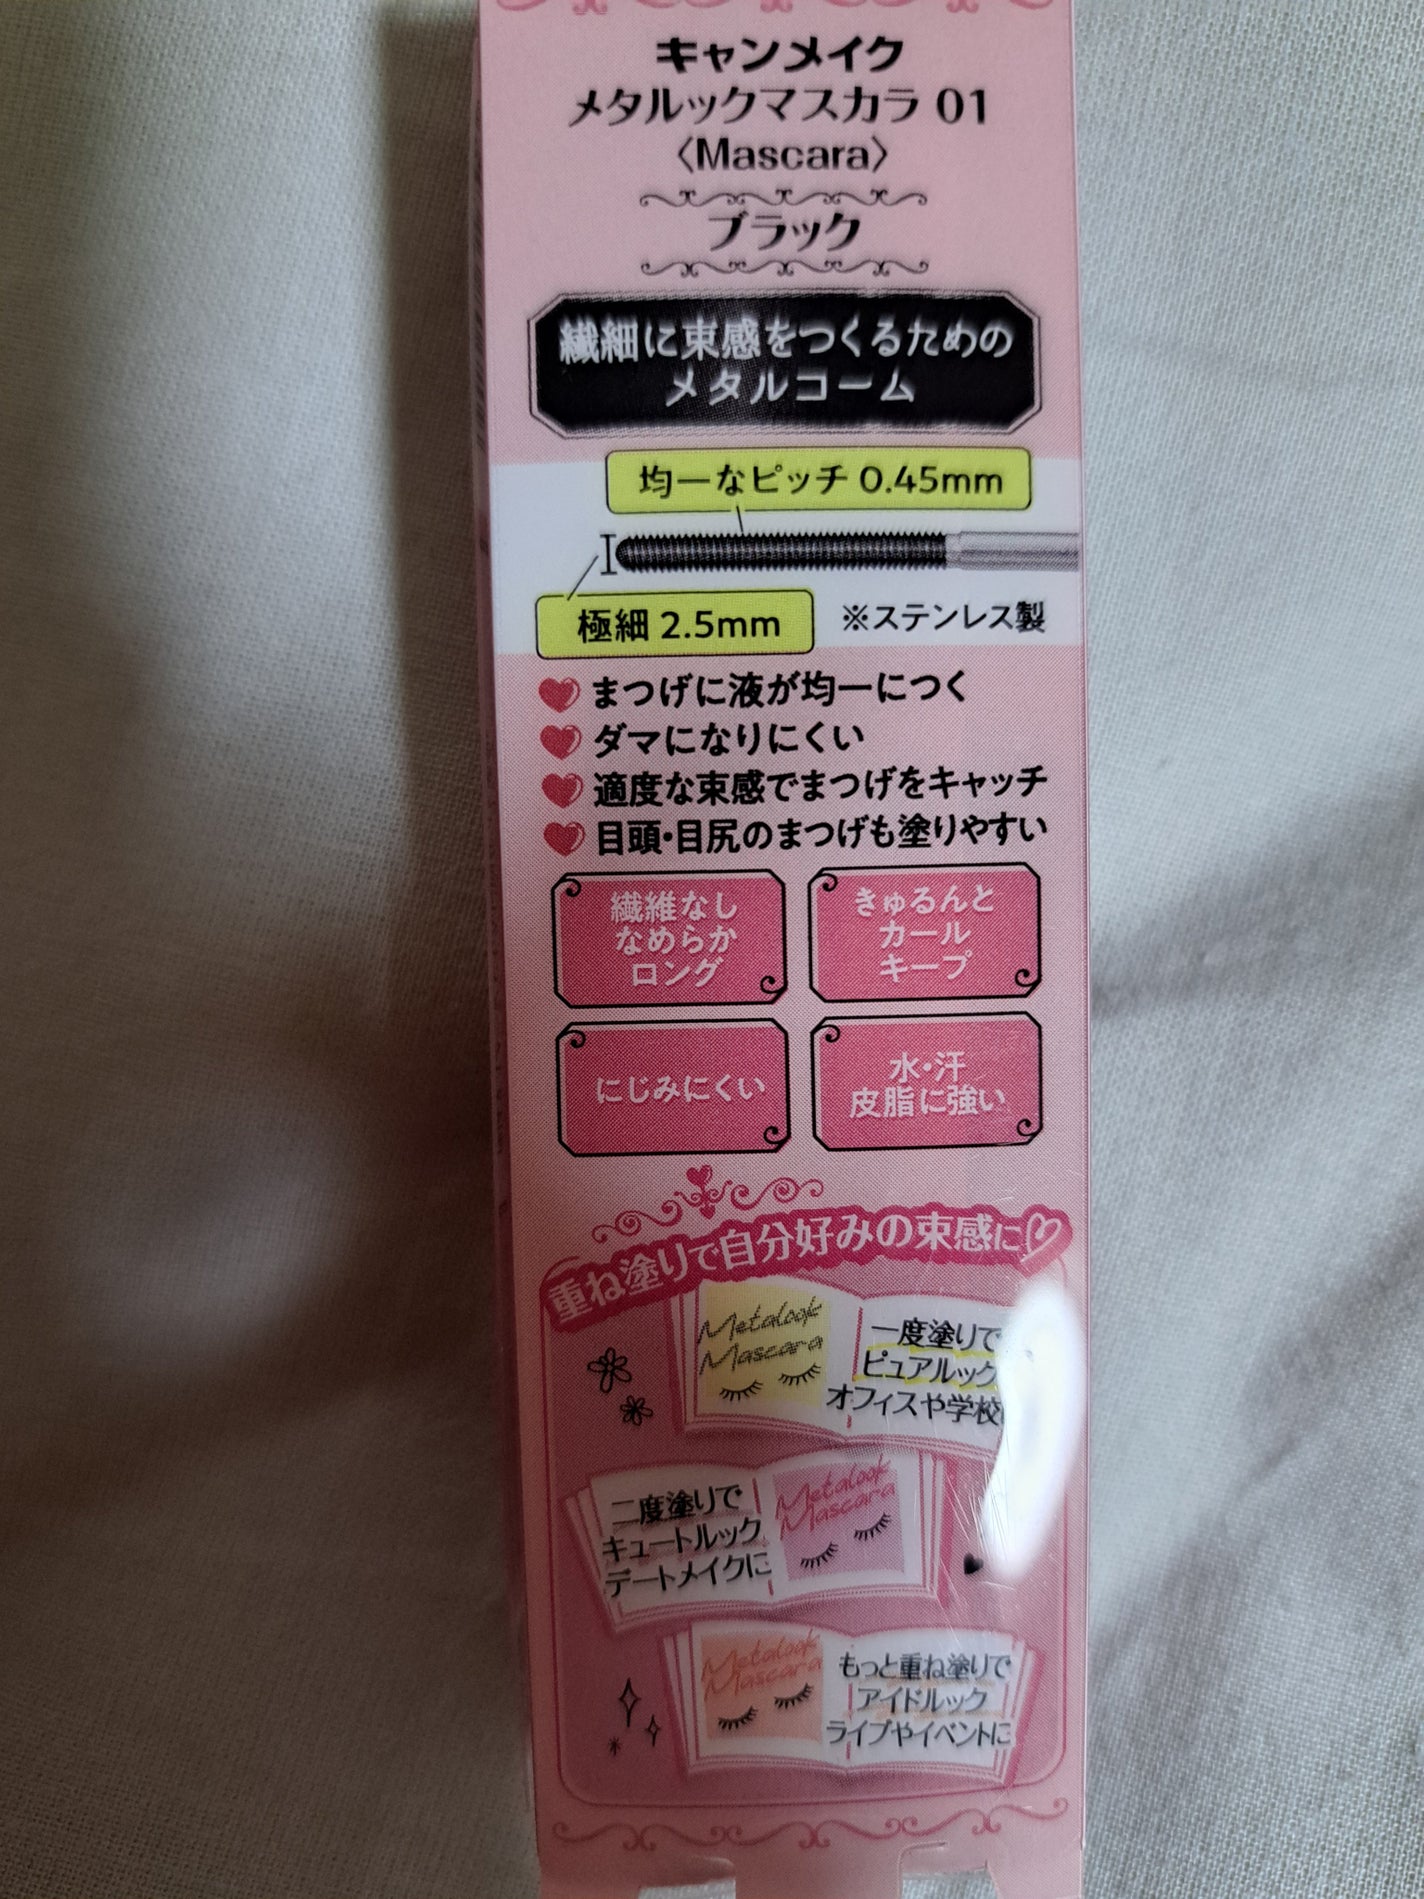 キャンメイク
メタルックマスカラ 01
〈Mascara〉
ブラック
繊細に束感をつくるための
メタルコーム
均一なピッチ 0.45mm
極細 2.5mm
※ステンレス製
まつげに液が均一につく
ダマになりにくい
適度な束感でまつげをキャッチ
目頭・目尻のまつげも塗りやすい
繊維なし
なめらか
ロング
きゅるんと
カール
キープ
にじみにくい
水・汗
皮脂に強い
重ね塗りで自分好みの束感に
Metalook
Mascara
一度塗りで
ピュアルック
オフィスや学校
二度塗りで
キュートルック
デートメイクに
Metalook
Mascara
Metalook
Mascara
もっと重ね塗りで
アイドルック
ライブやイベントに